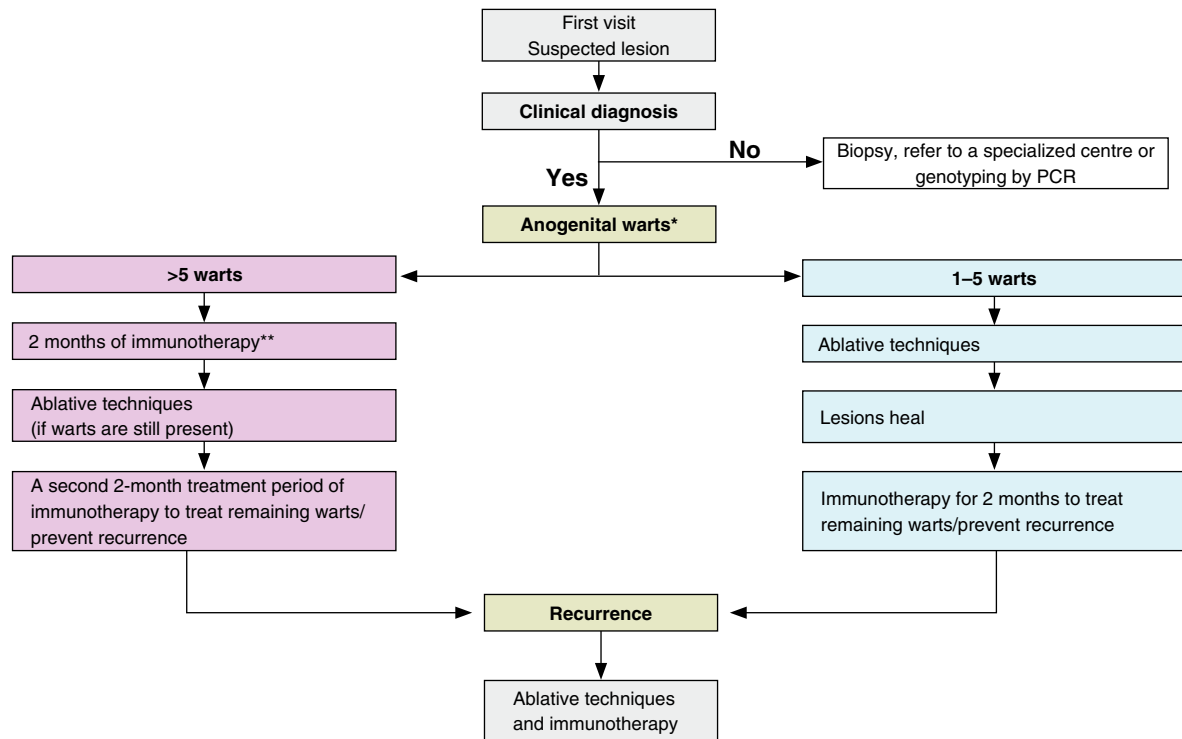 First visit
Suspected lesion
Clinical diagnosis
No
Biopsy, refer to a specialized centre or
genotyping by PCR
Yes
Anogenital warts*
>5 warts
2 months of immunotherapy**
Ablative techniques
(if warts are still present)
A second 2-month treatment period of
immunotherapy to treat remaining warts/
prevent recurrence
1–5 warts
Ablative techniques
Lesions heal
Immunotherapy for 2 months to treat
remaining warts/prevent recurrence
Recurrence
Ablative techniques
and immunotherapy